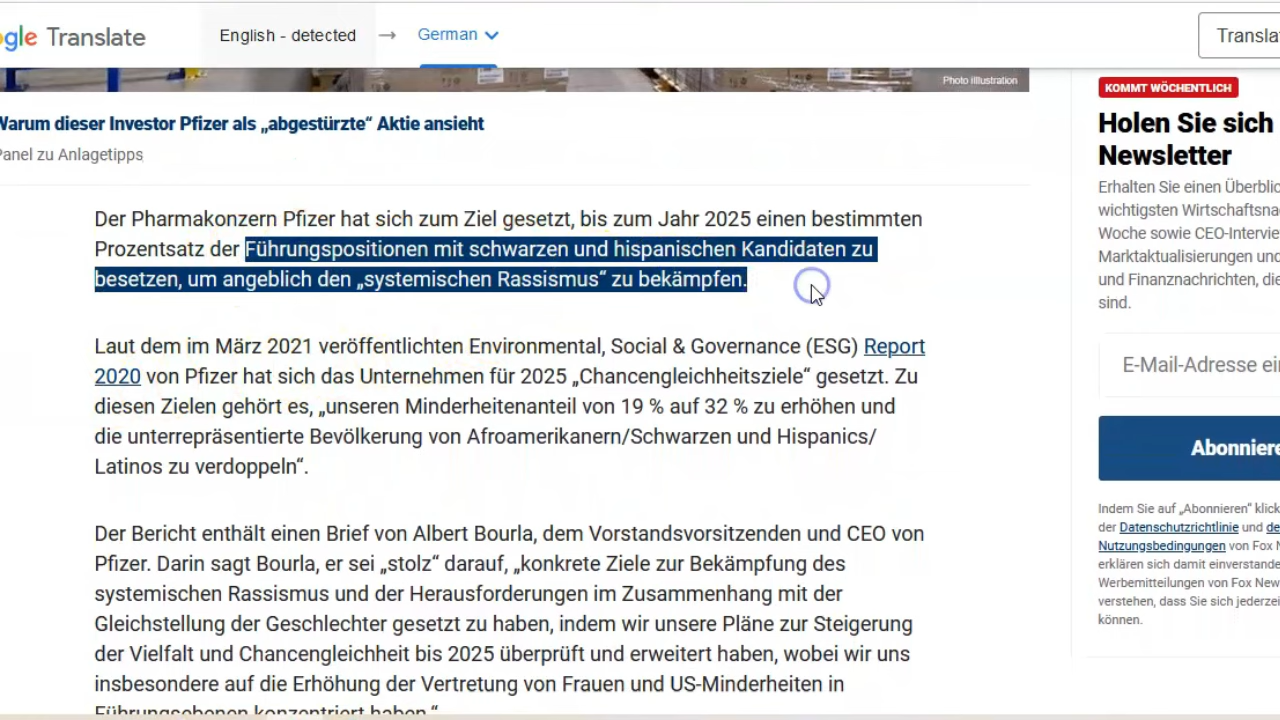 gle Translate
English - detected → German
Transla
Photo illustration
Warum dieser Investor Pfizer als „abgestürzte“ Aktie ansieht
Panel zu Anlagetipps
Der Pharmakonzern Pfizer hat sich zum Ziel gesetzt, bis zum Jahr 2025 einen bestimmten
Prozentsatz der Führungspositionen mit schwarzen und hispanischen Kandidaten zu
besetzen, um angeblich den „systemischen Rassismus“ zu bekämpfen.
Laut dem im März 2021 veröffentlichten Environmental, Social & Governance (ESG) Report
2020 von Pfizer hat sich das Unternehmen für 2025 „Chancengleichheitsziele“ gesetzt. Zu
diesen Zielen gehört es, „unseren Minderheitenanteil von 19 % auf 32 % zu erhöhen und
die unterrepräsentierte Bevölkerung von Afroamerikanern/Schwarzen und Hispanics/
Latinos zu verdoppeln“.
Der Bericht enthält einen Brief von Albert Bourla, dem Vorstandsvorsitzenden und CEO von
Pfizer. Darin sagt Bourla, er sei „stolz“ darauf, „konkrete Ziele zur Bekämpfung des
systemischen Rassismus und der Herausforderungen im Zusammenhang mit der
Gleichstellung der Geschlechter gesetzt zu haben, indem wir unsere Pläne zur Steigerung
der Vielfalt und Chancengleichheit bis 2025 überprüft und erweitert haben, wobei wir uns
insbesondere auf die Erhöhung der Vertretung von Frauen und US-Minderheiten in
Führungsebenen konzentriert haben.“
KOMMT WÖCHENTLICH
Holen Sie sich
Newsletter
Erhalten Sie einen Überblic
wichtigsten Wirtschaftsna
Woche sowie CEO-Intervie
Marktaktualisierungen und
und Finanznachrichten, die
sind.
E-Mail-Adresse ei
Abonniere
Indem Sie auf „Abonnieren“ klick
der Datenschutzrichtlinie und de
Nutzungsbedingungen von Fox N
erklären sich damit einverstande
Werbemitteilungen von Fox New
verstehen, dass Sie sich jederzei
können.